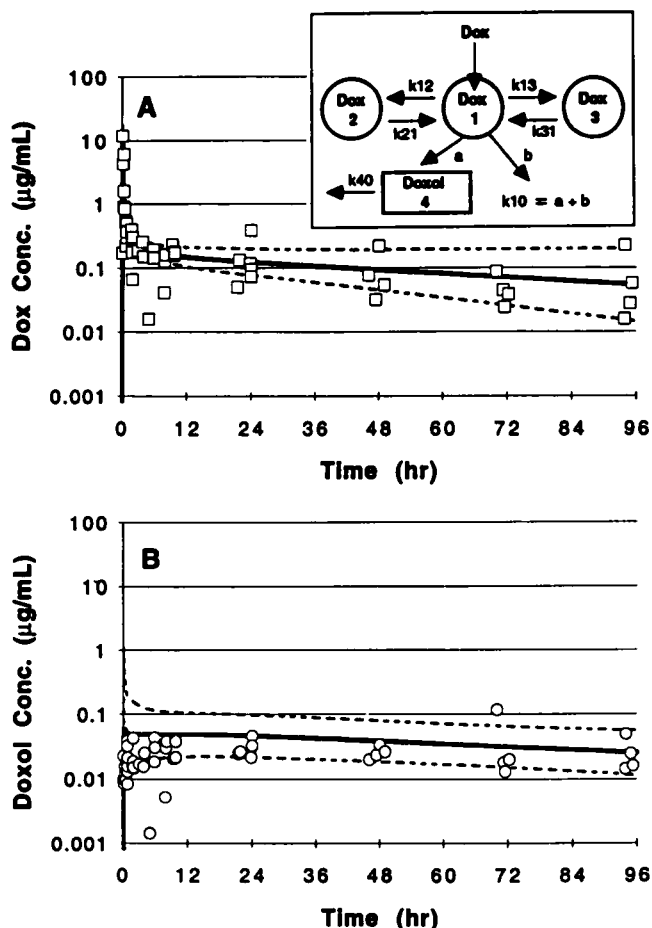 A
Dox Conc. (µg/mL)
100
10
1
0.1
0.01
0.001
0 12 24 36 48 60 72 84 96
Time (hr)
Dox
k12 k13
Dox Dox Dox
2 1 3
k21 k31
a b
k40 Doxol
4
k10 = a + b
B
Doxol Conc. (µg/mL)
100
10
1
0.1
0.01
0.001
0 12 24 36 48 60 72 84 96
Time (hr)